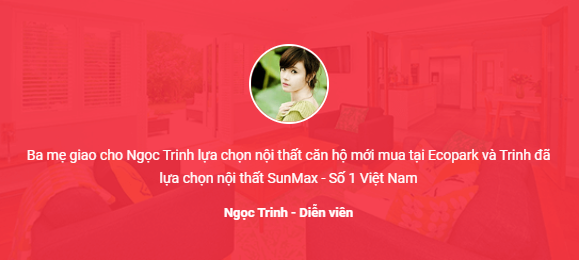 Ba mẹ giao cho Ngọc Trinh lựa chọn nội thất căn hộ mới mua tại Ecopark và Trinh đã
lựa chọn nội thất SunMax - Số 1 Việt Nam
Ngọc Trinh - Diễn viên